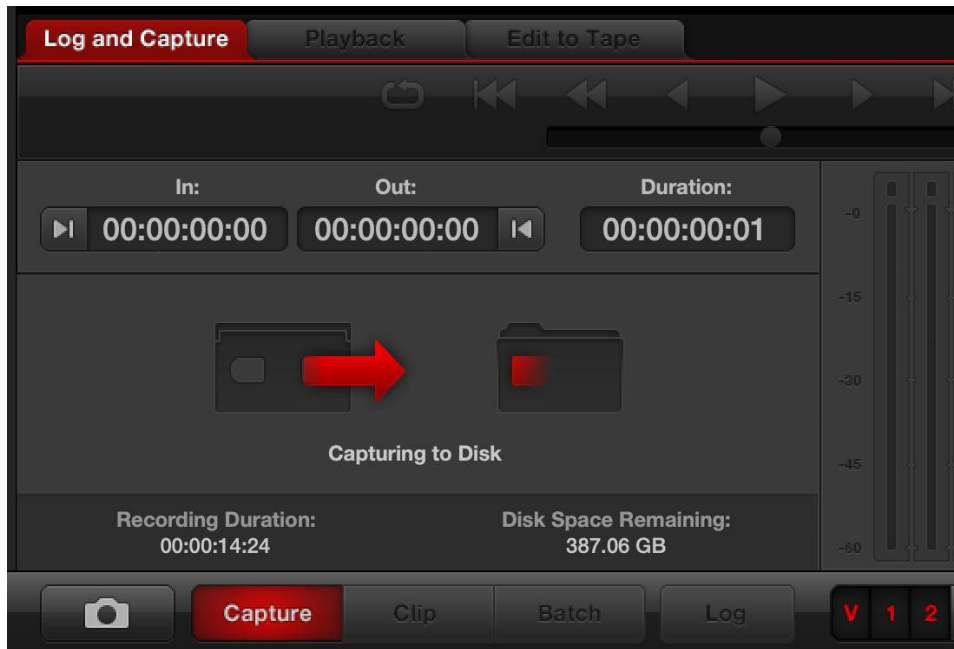 Log and Capture Playback Edit to Tape
In: Out: Duration:
00:00:00:00 00:00:00:00 00:00:00:01
-0
-15
-30
Capturing to Disk
-45
Recording Duration: Disk Space Remaining:
00:00:14:24 387.06 GB
-60
Capture Clip Batch Log V 1 2